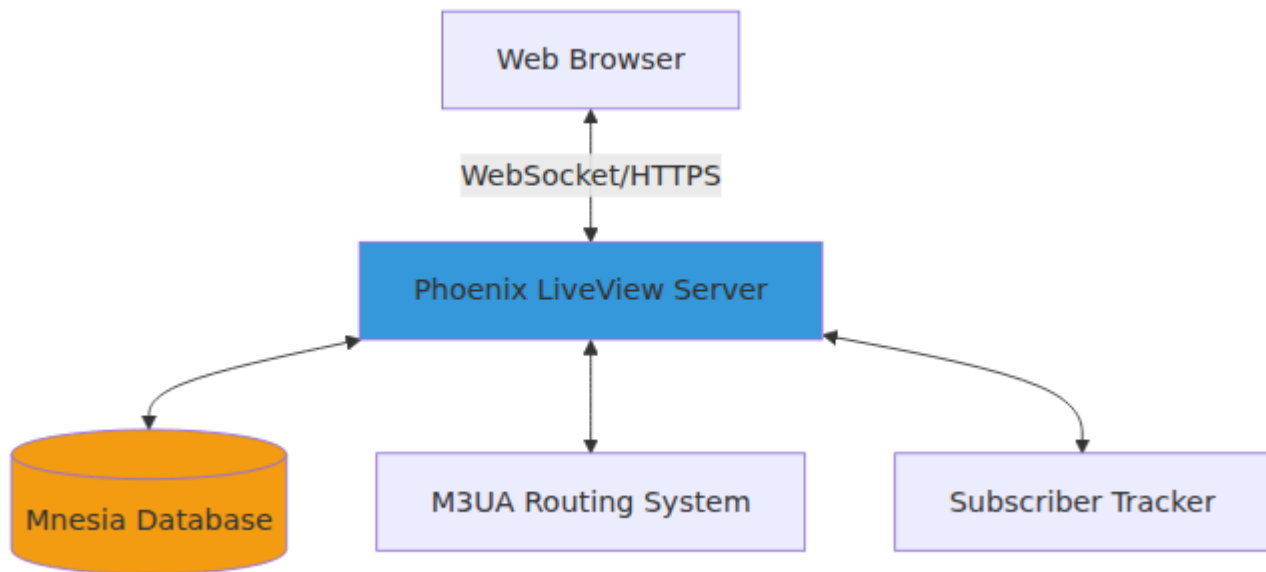 Web Browser
WebSocket/HTTPS
Phoenix LiveView Server
Mnesia Database
M3UA Routing System
Subscriber Tracker